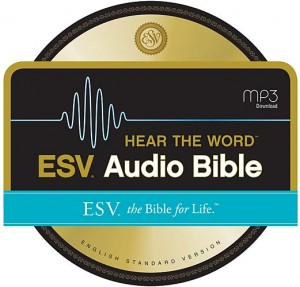 ESV
MP3
Download
HEAR THE WORD™
ESV® Audio Bible
ESV. the Bible for Life.™
ENGLISH STANDARD VERSION